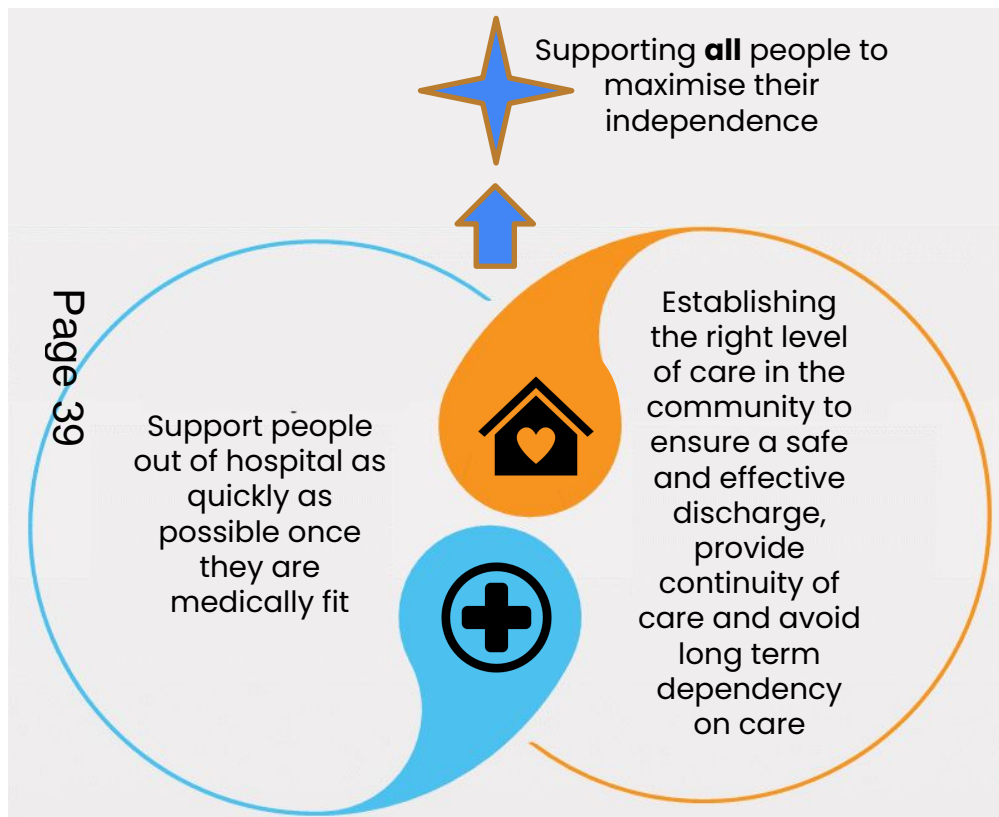 Supporting all people to
maximise their
independence
Page 39
Support people
out of hospital as
quickly as
possible once
they are
medically fit
Establishing
the right level
of care in the
community to
ensure a safe
and effective
discharge,
provide
continuity of
care and avoid
long term
dependency
on care